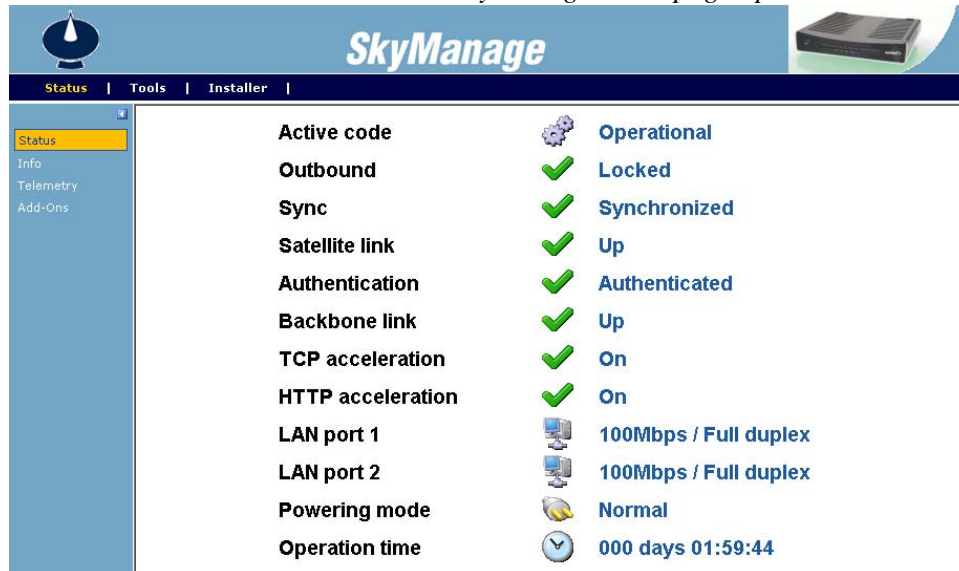 SkyManage
Status | Tools | Installer |
Status
Info
Telemetry
Add-Ons
Active code Operational
Outbound Locked
Sync Synchronized
Satellite link Up
Authentication Authenticated
Backbone link Up
TCP acceleration On
HTTP acceleration On
LAN port 1 100Mbps / Full duplex
LAN port 2 100Mbps / Full duplex
Powering mode Normal
Operation time 000 days 01:59:44